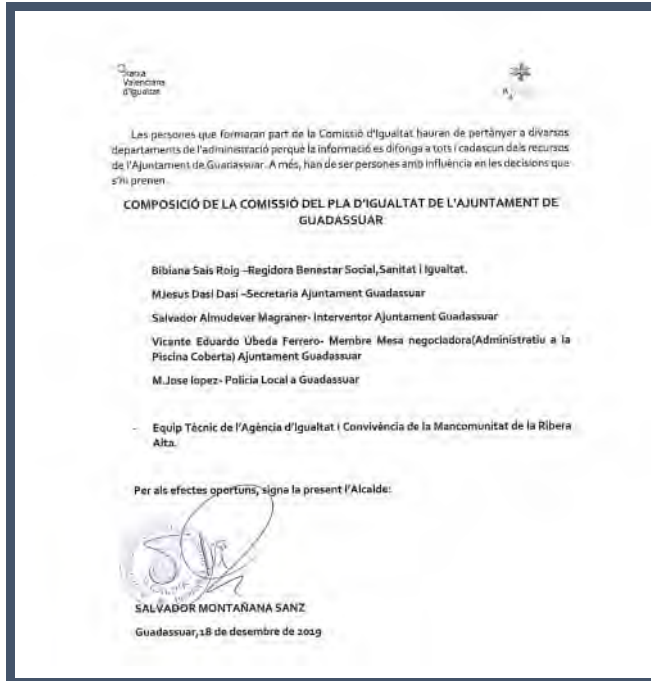 Xarxa
Valenciana
d'Igualtat
Les persones que formaran part de la Comissió d'Igualtat hauran de pertànyer a diversos
departaments de l'administració perquè la informació es difonga a tots i cadascun dels recursos
de l'Ajuntament de Guadassuar. A més, han de ser persones amb influència en les decisions que
s'hi prenen.
COMPOSICIÓ DE LA COMISSIÓ DEL PLA D'IGUALTAT DE L'AJUNTAMENT DE
GUADASSUAR
Bibiana Sais Roig –Regidora Benestar Social,Sanitat i Igualtat.
MJesus Dasi Dasi –Secretaria Ajuntament Guadassuar
Salvador Almudever Magraner- Interventor Ajuntament Guadassuar
Vicente Eduardo Úbeda Ferrero- Membre Mesa negociadora(Administratiu a la
Piscina Coberta) Ajuntament Guadassuar
M.Jose lopez- Policia Local a Guadassuar
- Equip Tècnic de l'Agència d'Igualtat i Convivència de la Mancomunitat de la Ribera
Alta.
Per als efectes oportuns, signa la present l'Alcalde:
SALVADOR MONTAÑANA SANZ
Guadassuar,18 de desembre de 2019